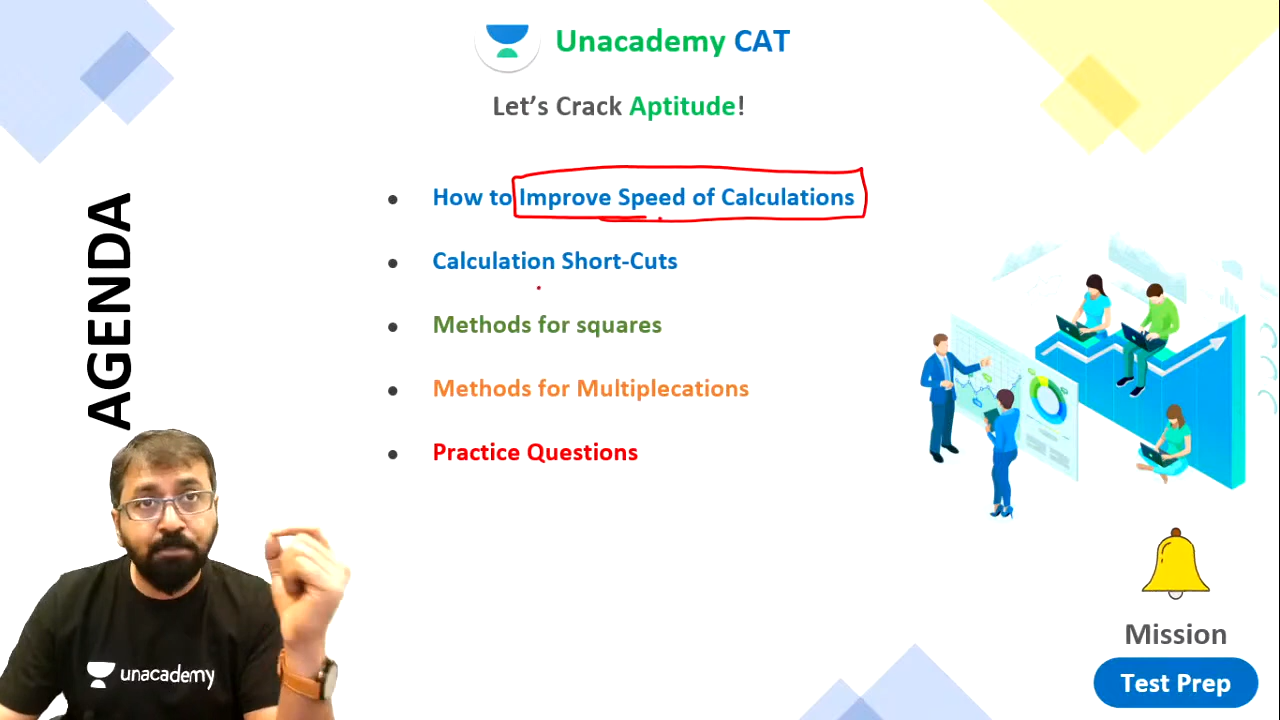 Unacademy CAT
Let's Crack Aptitude!
AGENDA
● How to Improve Speed of Calculations
● Calculation Short-Cuts
● Methods for squares
● Methods for Multiplecations
● Practice Questions
unacademy
Mission
Test Prep